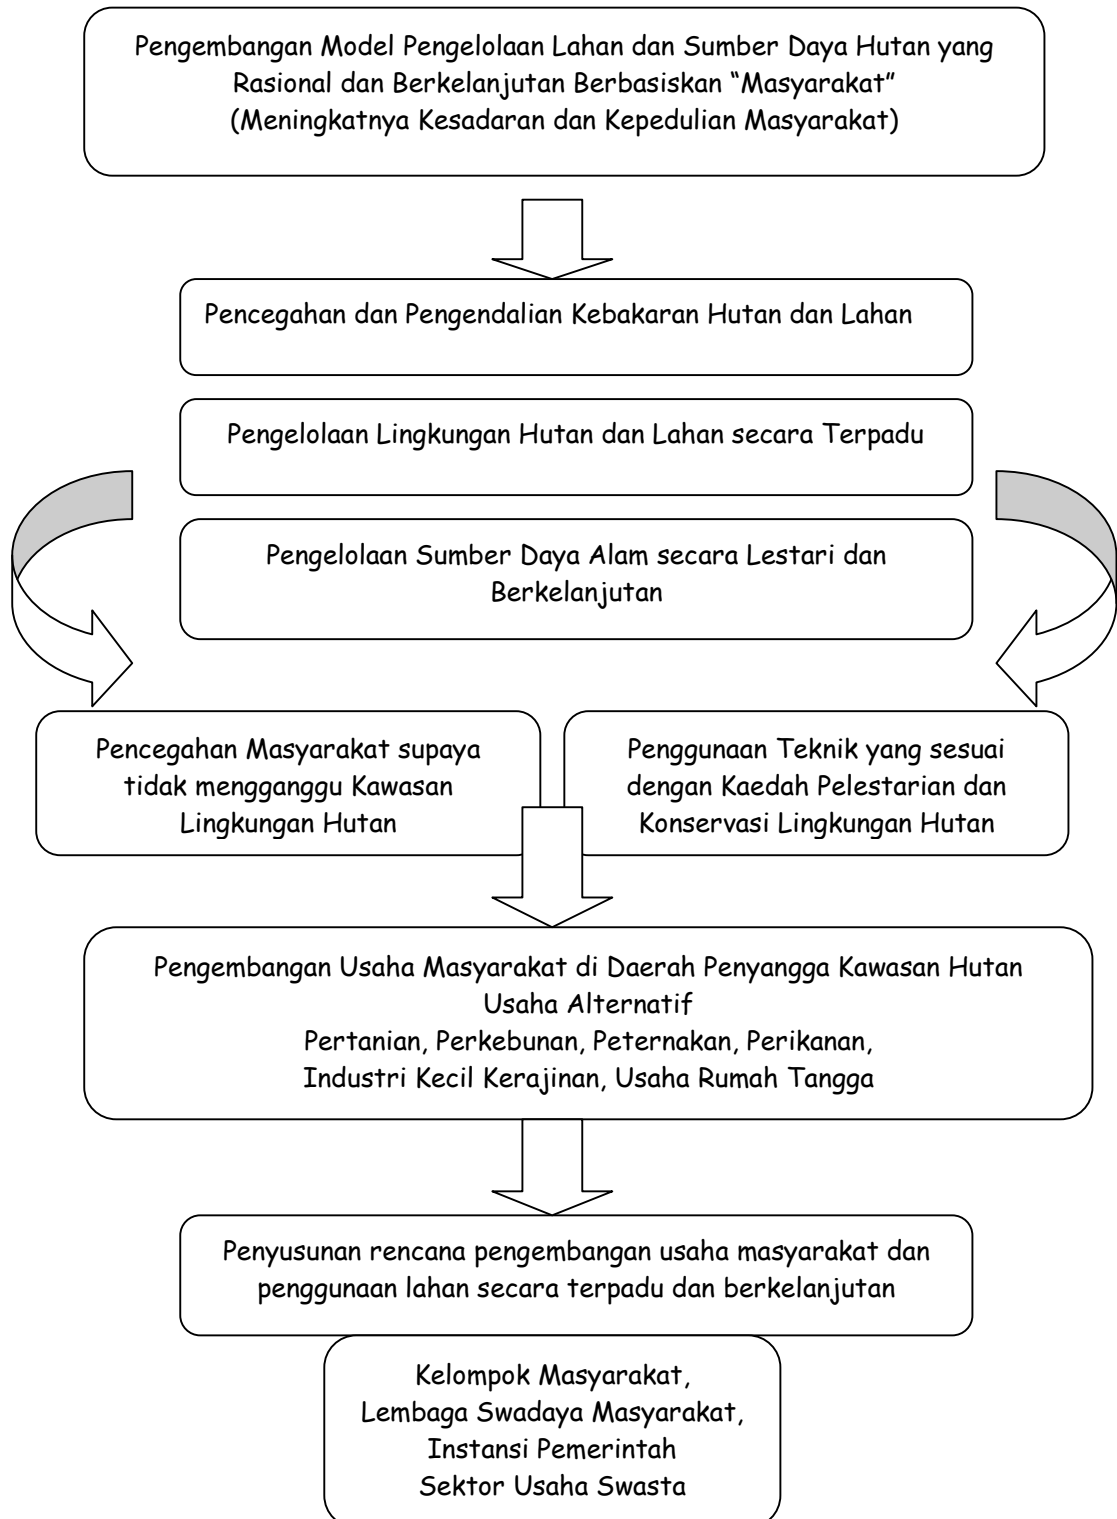 Pengembangan Model Pengelolaan Lahan dan Sumber Daya Hutan yang
Rasional dan Berkelanjutan Berbasiskan “Masyarakat”
(Meningkatnya Kesadaran dan Kepedulian Masyarakat)
Pencegahan dan Pengendalian Kebakaran Hutan dan Lahan
Pengelolaan Lingkungan Hutan dan Lahan secara Terpadu
Pengelolaan Sumber Daya Alam secara Lestari dan
Berkelanjutan
Pencegahan Masyarakat supaya
tidak mengganggu Kawasan
Lingkungan Hutan
Penggunaan Teknik yang sesuai
dengan Kaedah Pelestarian dan
Konservasi Lingkungan Hutan
Pengembangan Usaha Masyarakat di Daerah Penyangga Kawasan Hutan
Usaha Alternatif
Pertanian, Perkebunan, Peternakan, Perikanan,
Industri Kecil Kerajinan, Usaha Rumah Tangga
Penyusunan rencana pengembangan usaha masyarakat dan
penggunaan lahan secara terpadu dan berkelanjutan
Kelompok Masyarakat,
Lembaga Swadaya Masyarakat,
Instansi Pemerintah
Sektor Usaha Swasta